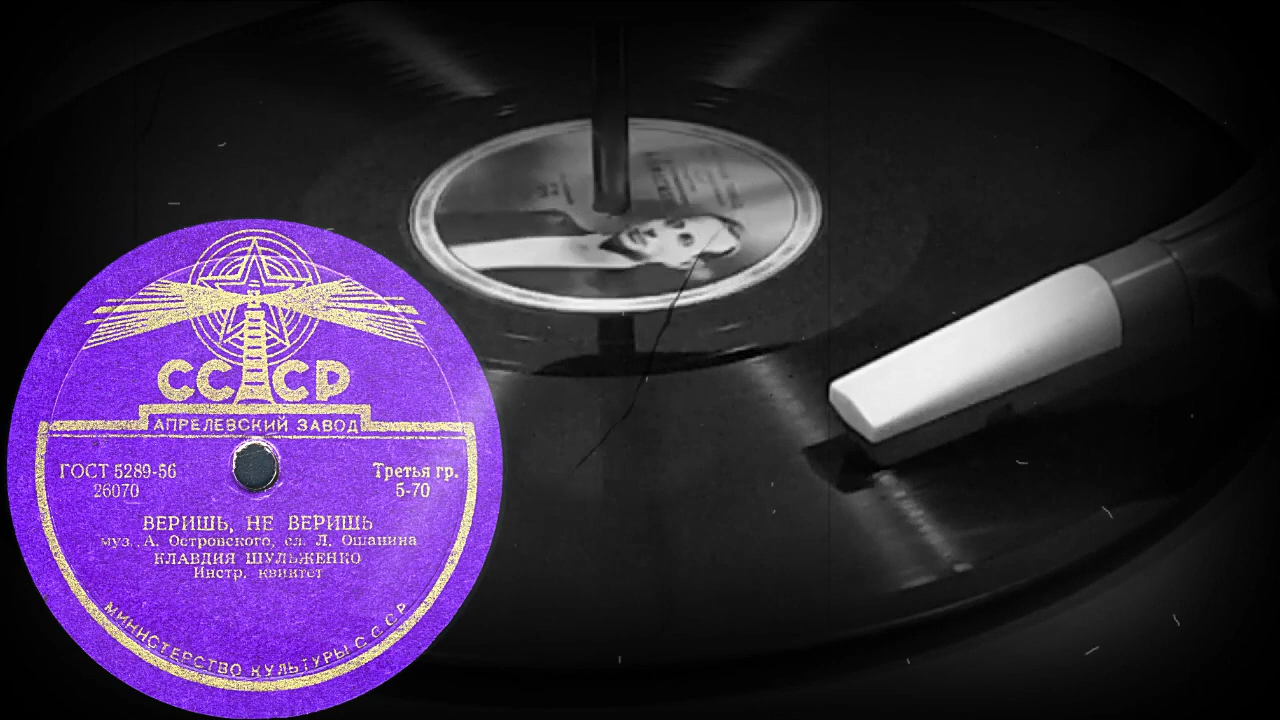 СССР
АПРЕЛЕВСКИЙ ЗАВОД
ГОСТ 5289-56
26070
Третья гр.
5-70
ВЕРИШЬ, НЕ ВЕРИШЬ
муз. А. Островского, сл. Л. Ошанина
КЛАВДИЯ ШУЛЬЖЕНКО
Инстр. квинтет
МИНИСТЕРСТВО КУЛЬТУРЫ С С С Р